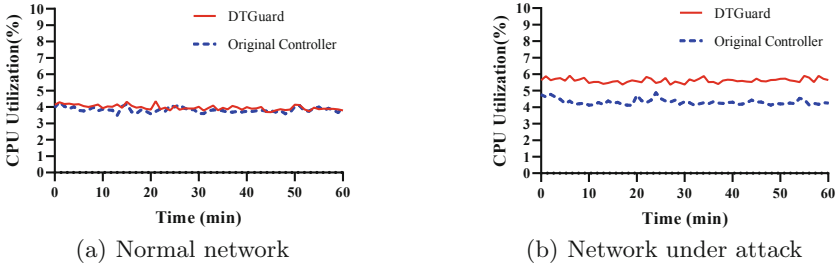 DTGuard
Original Controller
CPU Utilization(%)
10
9
8
7
6
5
4
3
2
1
0
0 10 20 30 40 50 60
Time (min)
(a) Normal network
DTGuard
Original Controller
CPU Utilization(%)
10
9
8
7
6
5
4
3
2
1
0
0 10 20 30 40 50 60
Time (min)
(b) Network under attack